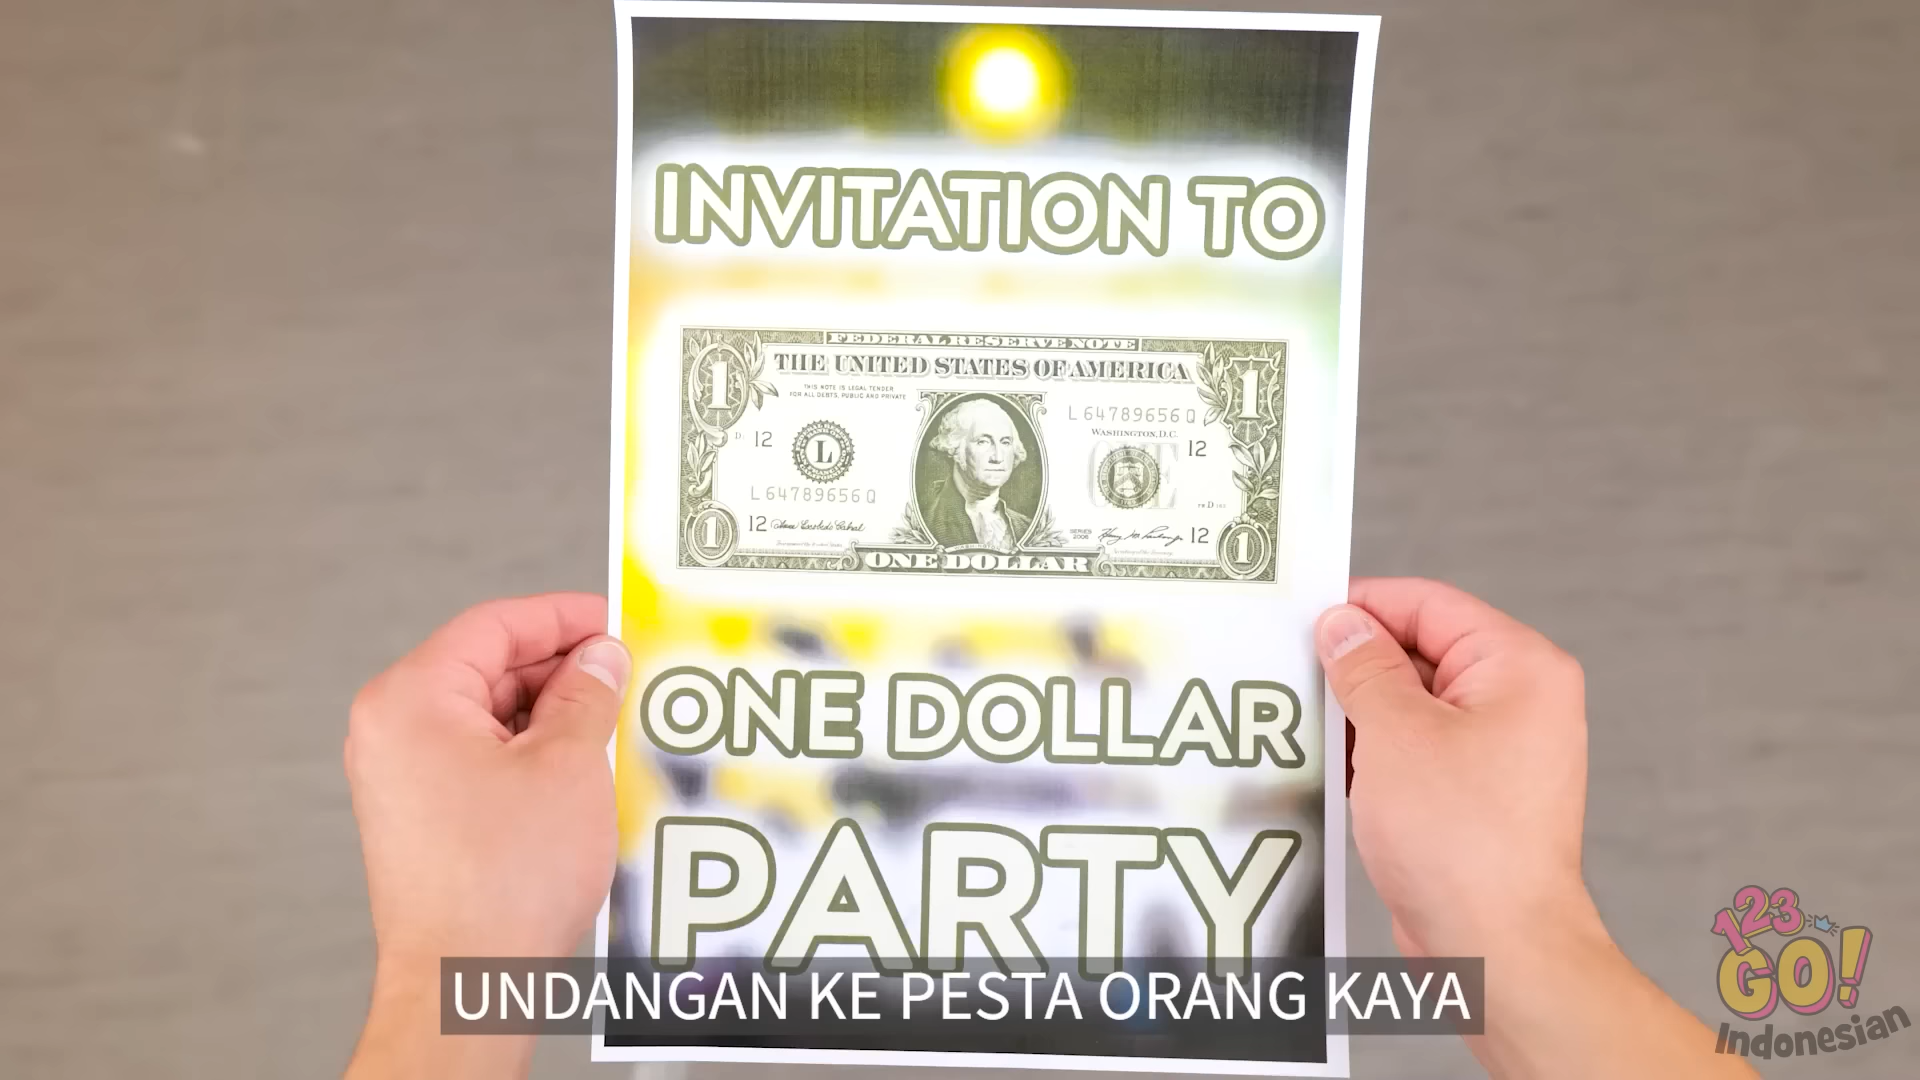 INVITATION TO
FEDERAL RESERVE NOTE
THE UNITED STATES OF AMERICA
THIS NOTE IS LEGAL TENDER
FOR ALL DEBTS, PUBLIC AND PRIVATE
L 64789656 Q
WASHINGTON, D.C.
1
1
D
12
L
12
L 64789656 Q
12
SERIES
2006
12
1
ONE DOLLAR
1
ONE DOLLAR
PARTY
UNDANGAN KE PESTA ORANG KAYA
123
GO!
Indonesian